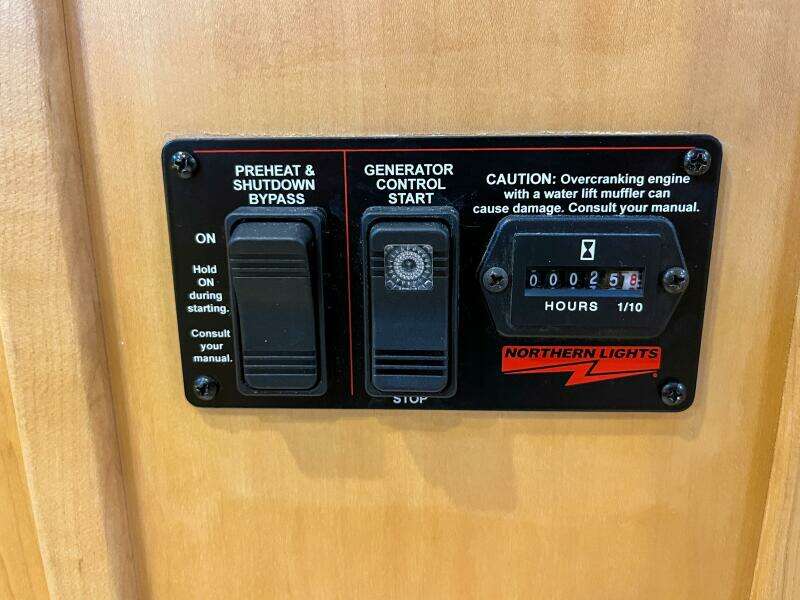 PREHEAT &
SHUTDOWN
BYPASS
ON
Hold
ON
during
starting.
Consult
your
manual.
GENERATOR
CONTROL
START
STOP
CAUTION: Overcranking engine
with a water lift muffler can
cause damage. Consult your manual.
0 0 0 2 5 8
HOURS 1/10
NORTHERN LIGHTS
®